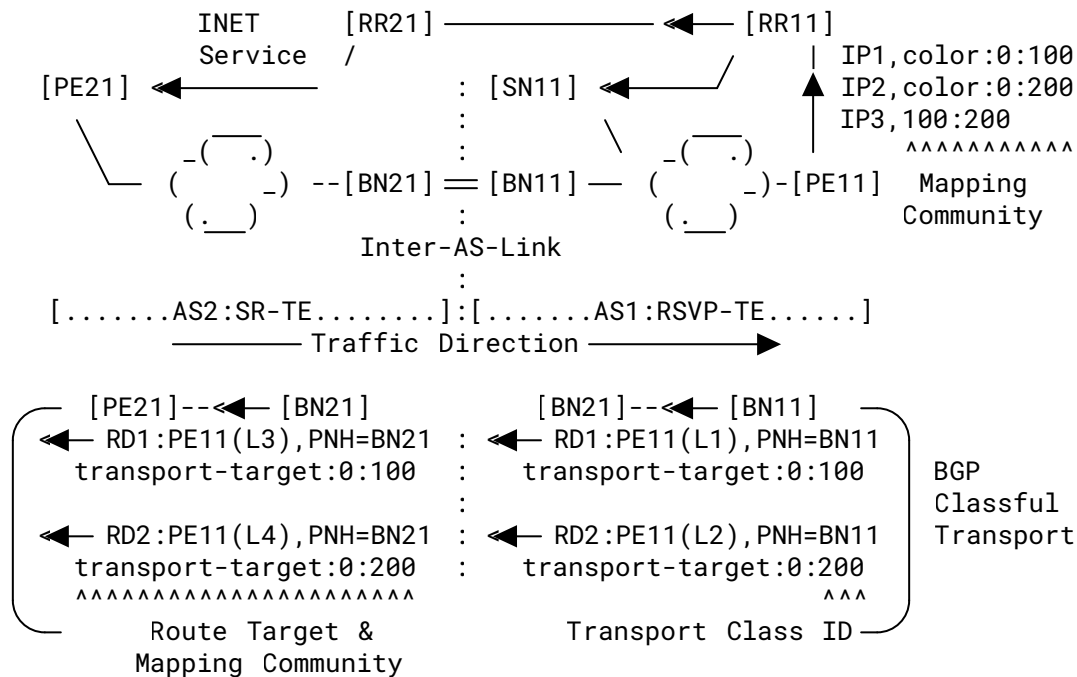 INET [RR21] [RR11]
Service / | IP1,color:0:100
[PE21] : [SN11] IP2,color:0:200
: IP3,100:200
_( .) : _( .) ^^^^^^^^^^^
( _) --[BN21] [BN11] ( _)-[PE11] Mapping
(. ) : (. ) Community
Inter-AS-Link
:
[.......AS2:SR-TE........]:[.......AS1:RSVP-TE......]
Traffic Direction
[PE21]--<< [BN21] [BN21]--<< [BN11]
RD1:PE11(L3),PNH=BN21 : RD1:PE11(L1),PNH=BN11
transport-target:0:100 : transport-target:0:100 BGP
: Classful
RD2:PE11(L4),PNH=BN21 : RD2:PE11(L2),PNH=BN11 Transport
transport-target:0:200 : transport-target:0:200
^^^^^^^^^^^^^^^^^^^^^^ ^^^
Route Target & Transport Class ID
Mapping Community